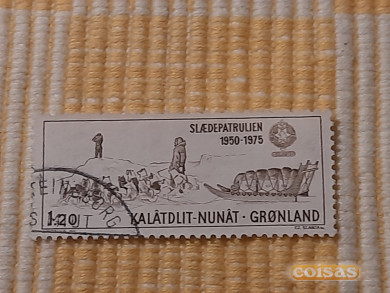 SLÆDEPATRULJEN
1950-1975
1.20
KALÂTDLIT-NUNÂT · GRØNLAND
coisas